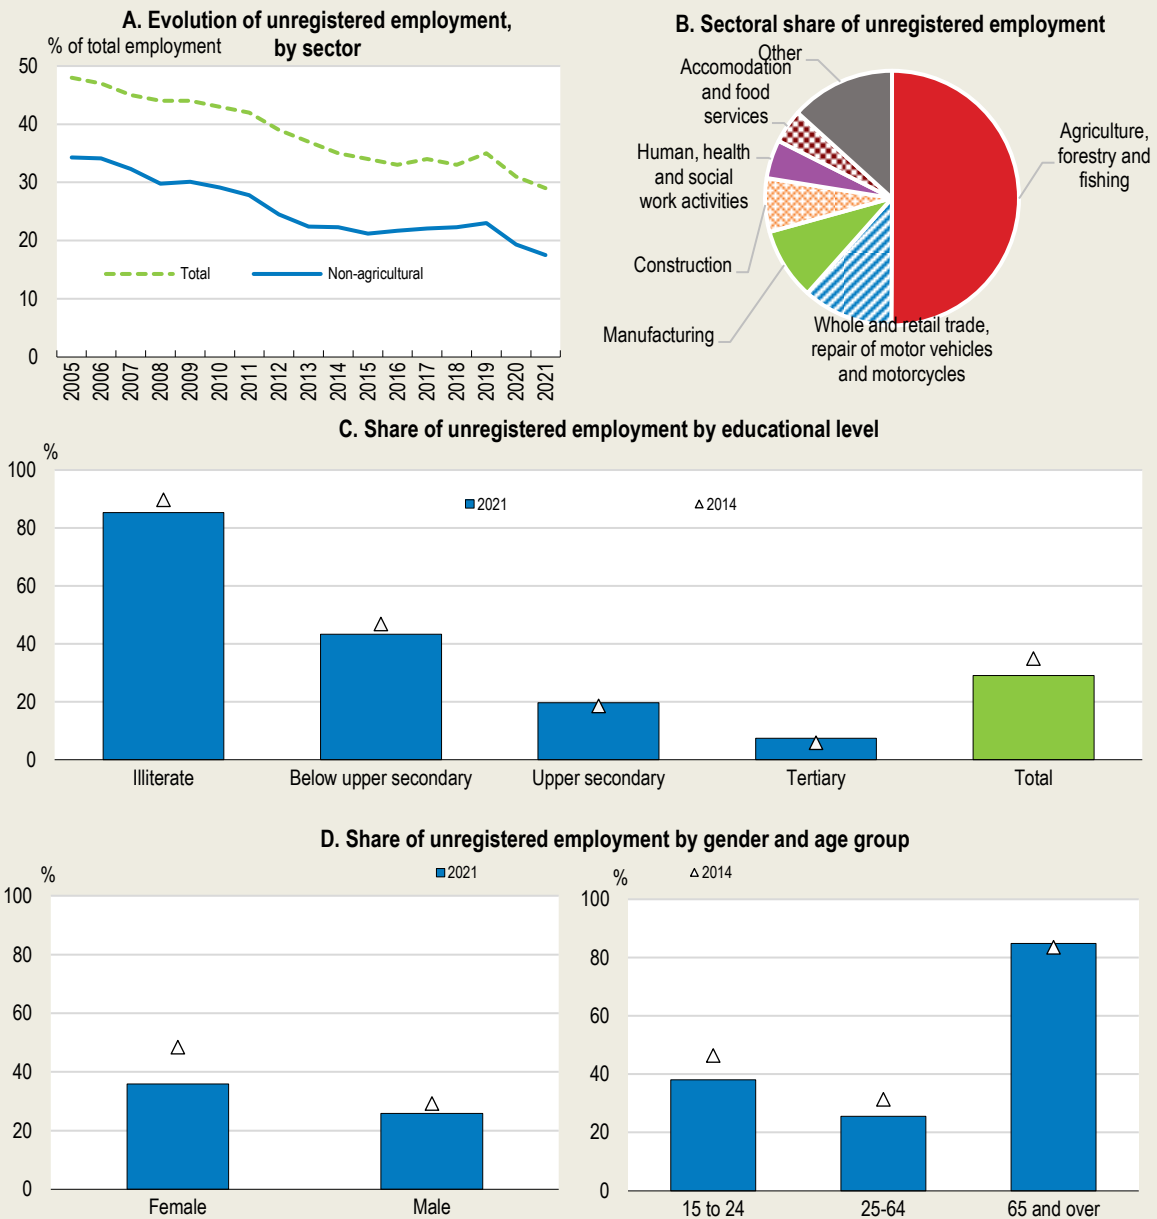 A. Evolution of unregistered employment,
by sector
% of total employment
50
40
30
20
10
0
Total
Non-agricultural
2005
2006
2007
2008
2009
2010
2011
2012
2013
2014
2015
2016
2017
2018
2019
2020
2021
B. Sectoral share of unregistered employment
Other
Accomodation
and food
services
Human, health
and social
work activities
Construction
Manufacturing
Whole and retail trade,
repair of motor vehicles
and motorcycles
Agriculture,
forestry and
fishing
C. Share of unregistered employment by educational level
%
100
80
60
40
20
0
2021
2014
Illiterate
Below upper secondary
Upper secondary
Tertiary
Total
D. Share of unregistered employment by gender and age group
2021
2014
%
100
80
60
40
20
0
Female
Male
%
100
80
60
40
20
0
15 to 24
25-64
65 and over